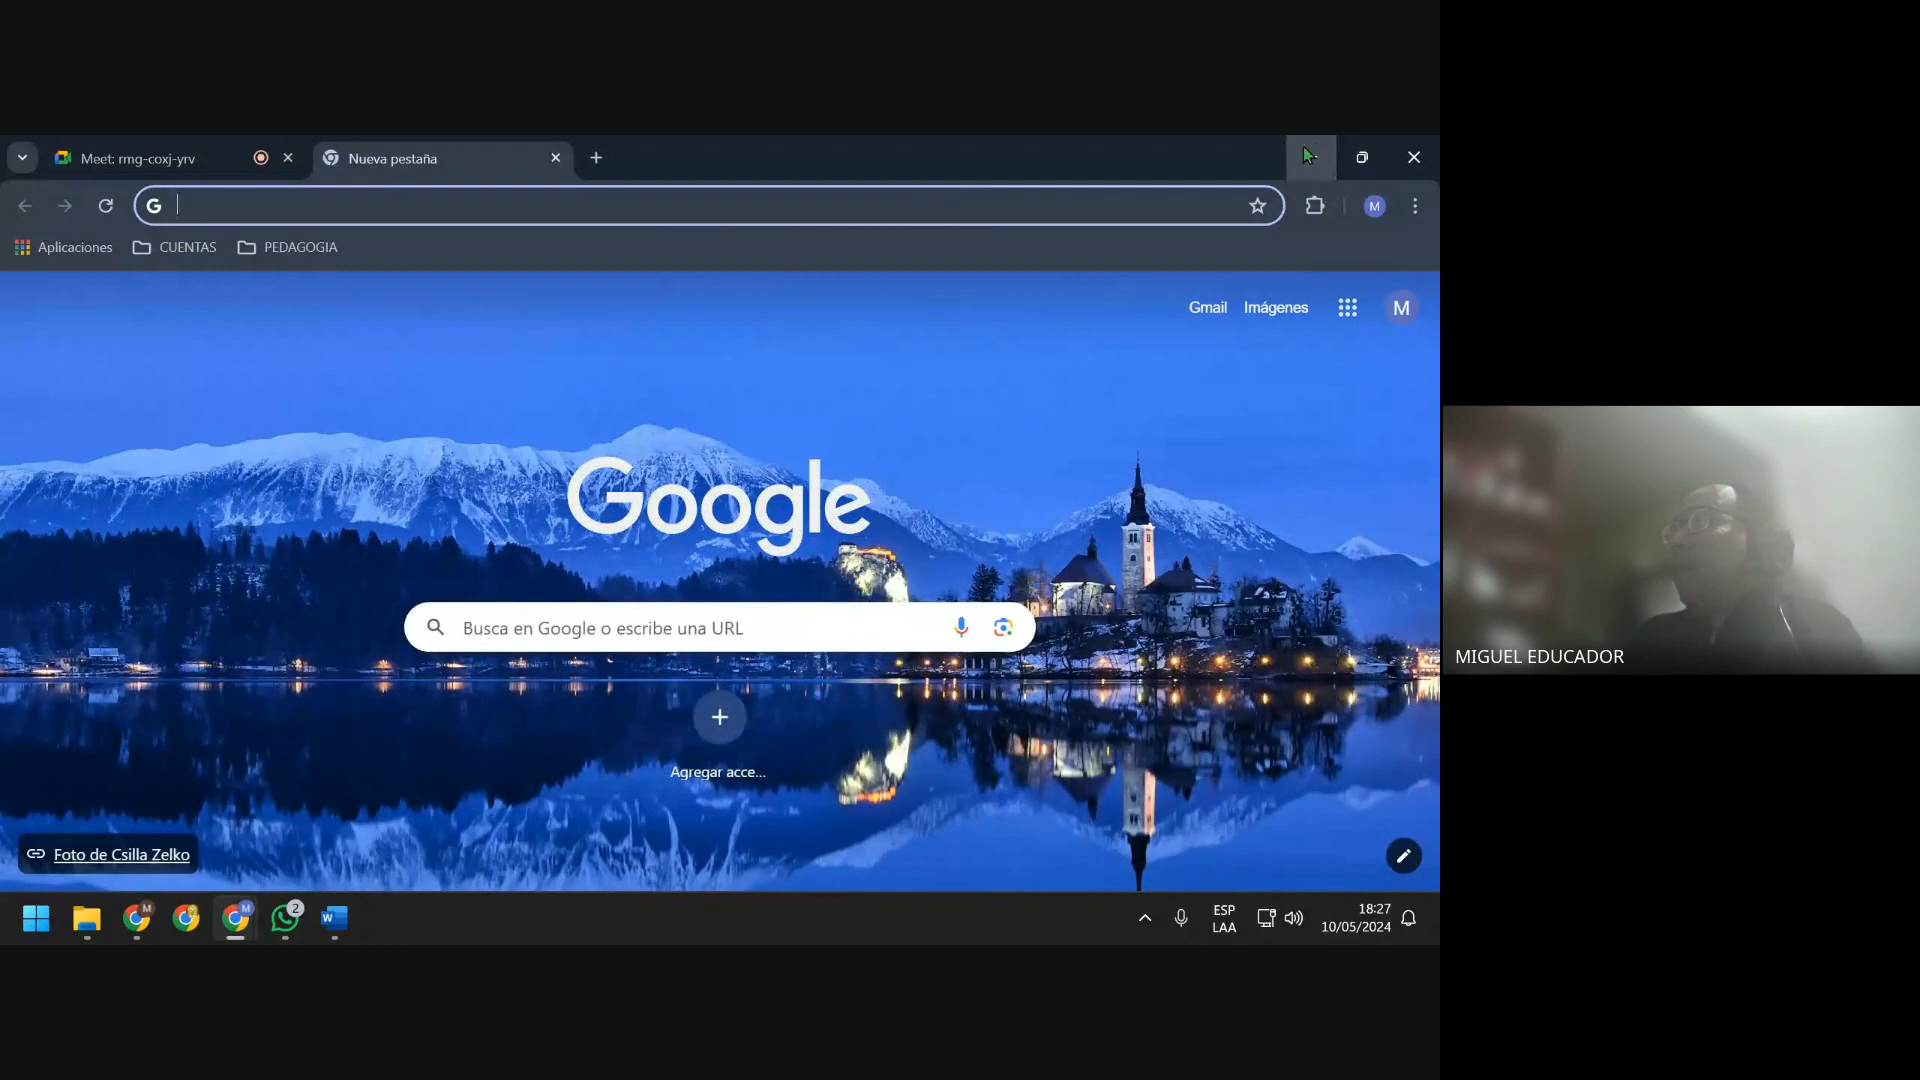 Meet: rmg-coxj-yrv
Nueva pestaña
M
Aplicaciones
CUENTAS
PEDAGOGIA
Gmail
Imágenes
M
Google
Busca en Google o escribe una URL
Agregar acce...
Foto de Csilla Zelko
MIGUEL EDUCADOR
M
M
2
W
ESP
LAA
18:27
10/05/2024